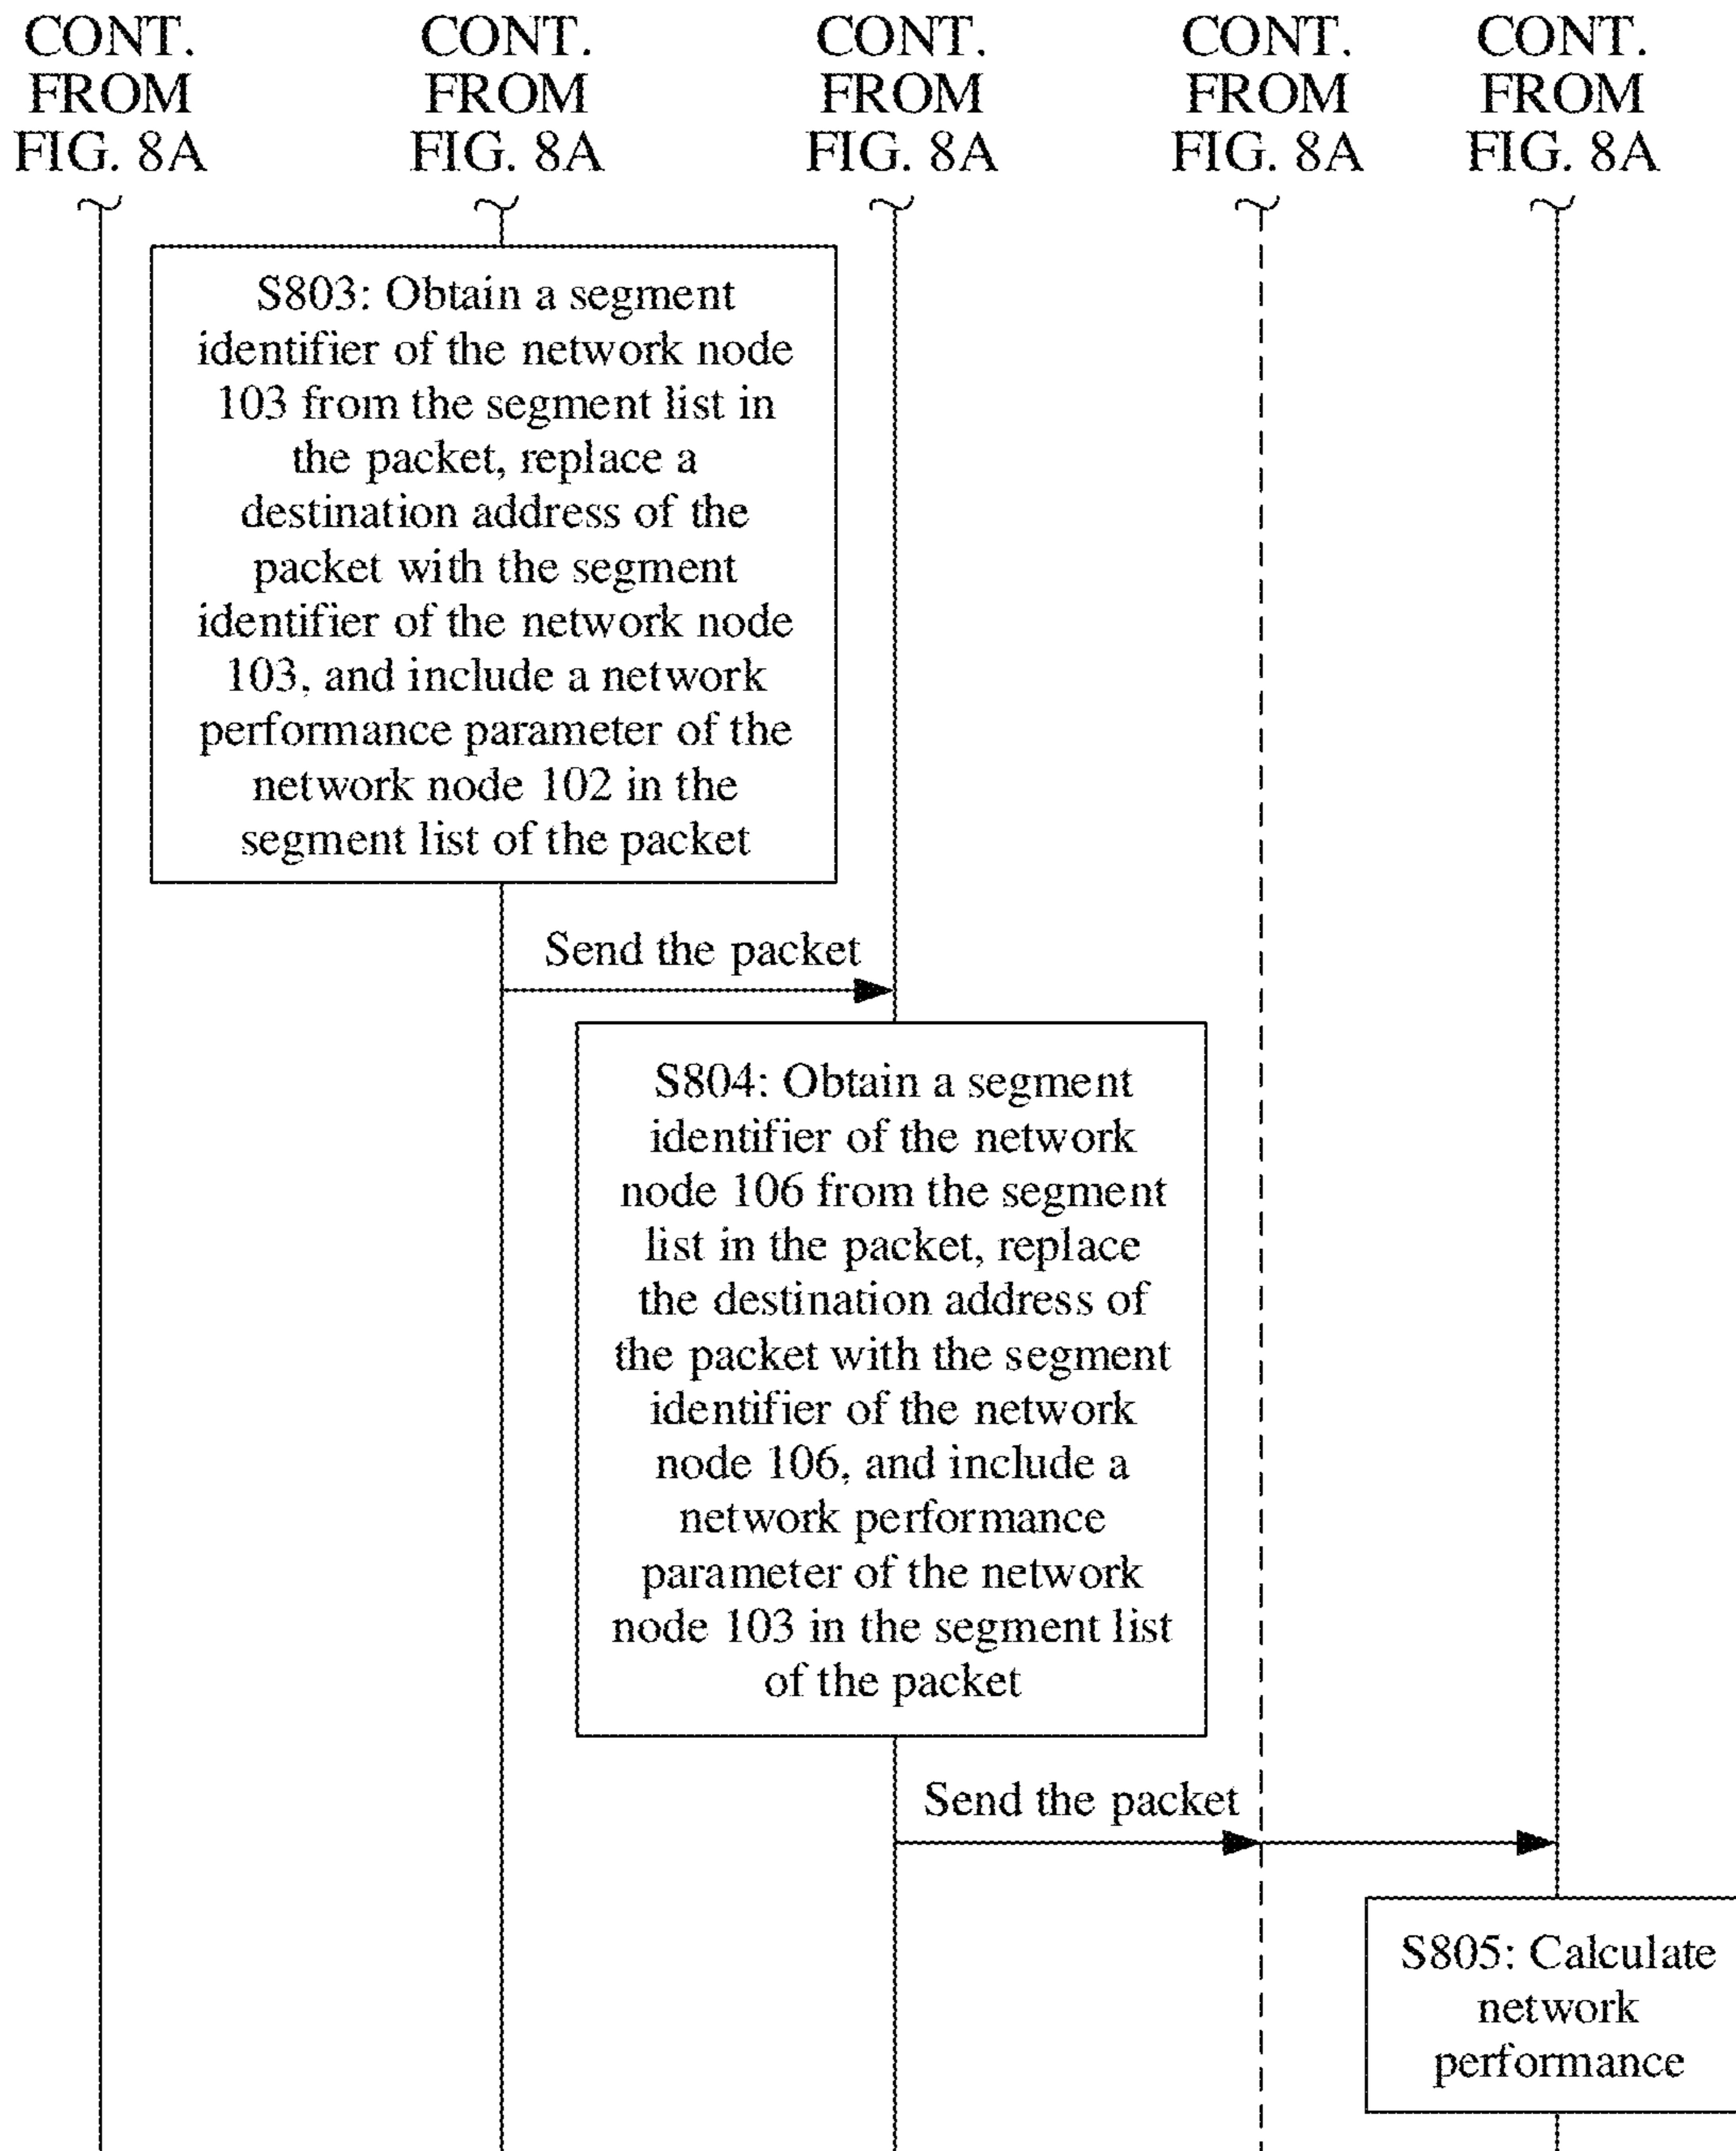 CONT. CONT. CONT. CONT. CONT.
FROM FROM FROM FROM FROM
FIG. 8A FIG. 8A FIG. 8A FIG. 8A FIG. 8A
S803: Obtain a segment
identifier of the network node
103 from the segment list in
the packet, replace a
destination address of the
packet with the segment
identifier of the network node
103, and include a network
performance parameter of the
network node 102 in the
segment list of the packet
Send the packet
S804: Obtain a segment
identifier of the network
node 106 from the segment
list in the packet, replace
the destination address of
the packet with the segment
identifier of the network
node 106, and include a
network performance
parameter of the network
node 103 in the segment list
of the packet
Send the packet
S805: Calculate
network
performance